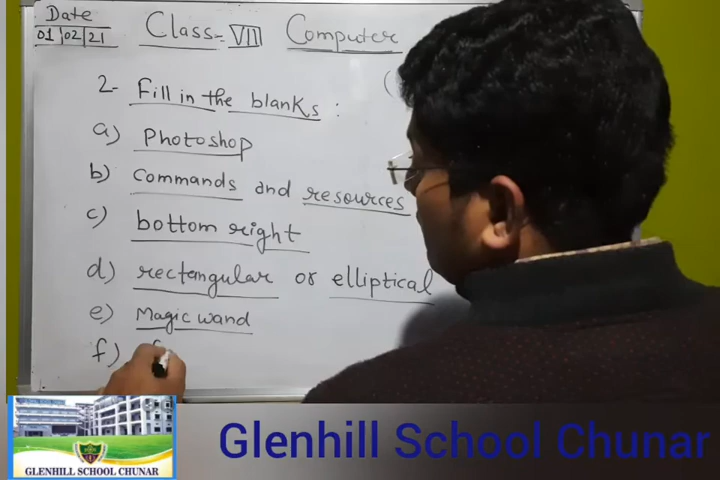 Date
01/02/21
Class-VII Computer
2- Fill in the blanks :
a) Photoshop
b) Commands and resources
c) bottom right
d) rectangular or elliptical
e) Magic wand
f)
GLENHILL SCHOOL CHUNAR
Glenhill School Chunar